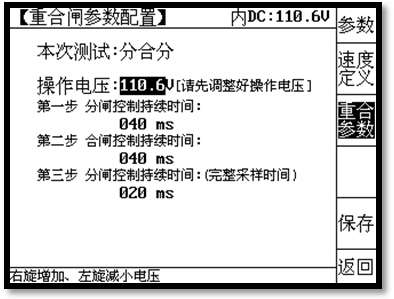 【重合闸参数配置】 内DC:110.6V
本次测试:分合分
操作电压:110.6V[请先调整好操作电压]
第一步 分闸控制持续时间:
040 ms
第二步 合闸控制持续时间:
040 ms
第三步 分闸控制持续时间:(完整采样时间)
020 ms
右旋增加、左旋减小电压
参数
速度
定义
重合
参数
保存
返回